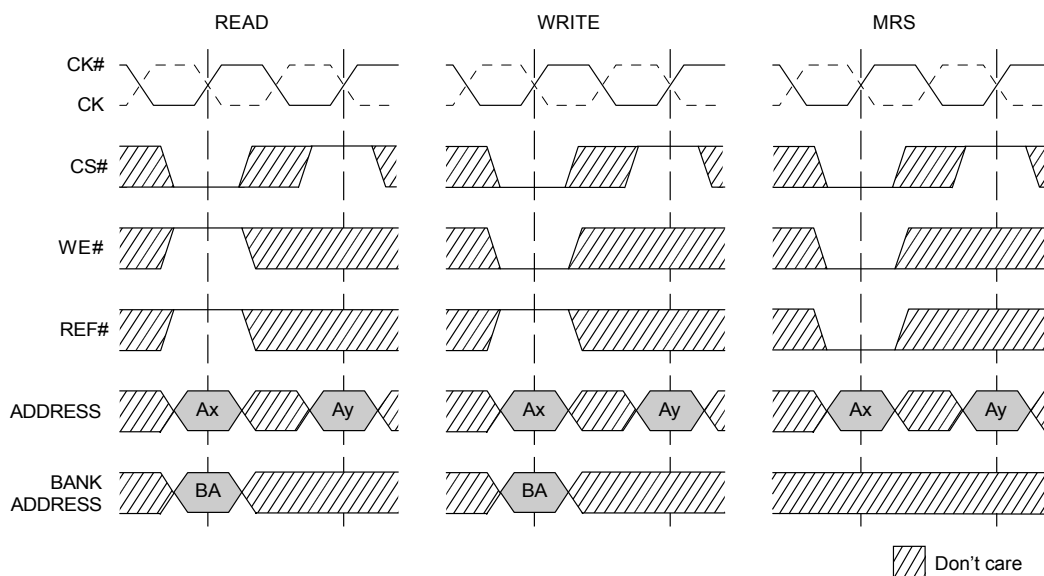 READ WRITE MRS
CK#
CK
CS#
WE#
REF#
ADDRESS Ax Ay Ax Ay Ax Ay
BANK
ADDRESS BA BA
Don't care